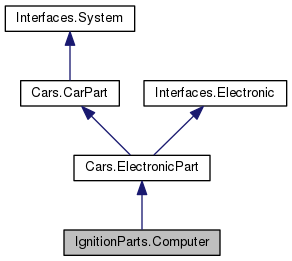 Interfaces.System
Cars.CarPart
Interfaces.Electronic
Cars.ElectronicPart
IgnitionParts.Computer